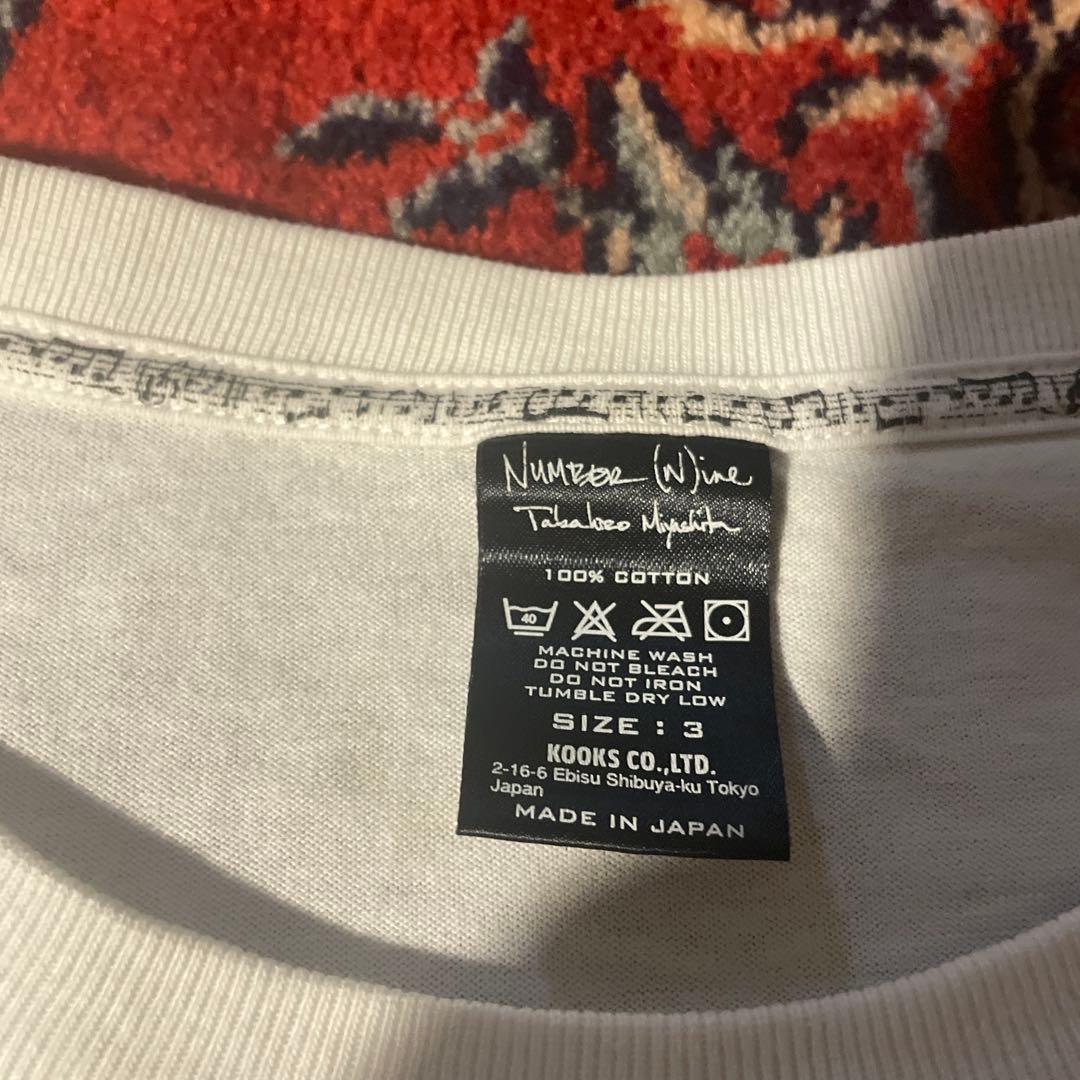 NUMBER (N)ine
Takahiro Miyashita
100% COTTON
40
MACHINE WASH
DO NOT BLEACH
DO NOT IRON
TUMBLE DRY LOW
SIZE : 3
KOOKS CO.,LTD.
2-16-6 Ebisu Shibuya-ku Tokyo
Japan
MADE IN JAPAN